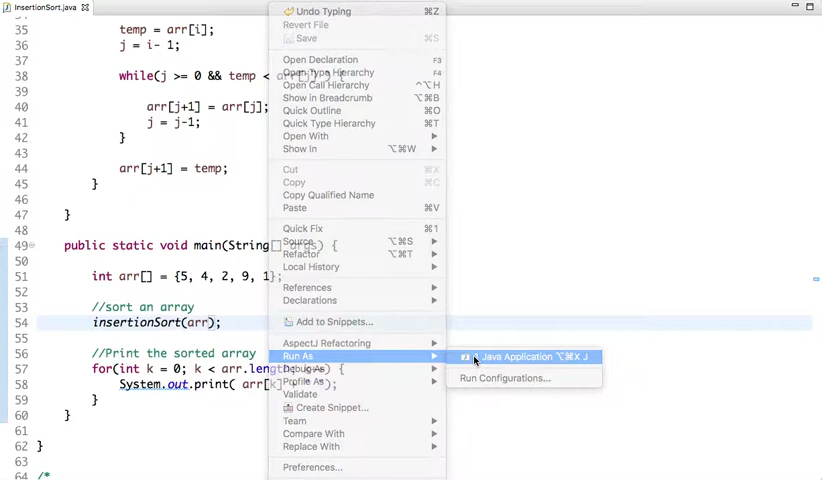 InsertionSort.java
35 temp = arr[i];
36 j = i- 1;
37
38 while(j >= 0 && temp < arr[j] ) {
39
40 arr[j+1] = arr[j];
41 j = j-1;
42 }
43
44 arr[j+1] = temp;
45 }
46
47 }
48
49 public static void main(String[] args) {
50
51 int arr[] = {5, 4, 2, 9, 1};
52
53 //sort an array
54 insertionSort(arr);
55
56 //Print the sorted array
57 for(int k = 0; k < arr.length; k++) {
58 System.out.print( arr[k] + " ");
59 }
60 }
61
62 }
63
64 /*
Undo Typing ⌘Z
Revert File
Save ⌘S
Open Declaration F3
Open Type Hierarchy F4
Open Call Hierarchy ^⌥H
Show in Breadcrumb ⌥⌘B
Quick Outline ⌘O
Quick Type Hierarchy ⌘T
Open With
Show In ⌥⌘W
Cut ⌘X
Copy ⌘C
Copy Qualified Name
Paste ⌘V
Quick Fix ⌘1
Source ⌥⌘S
Refactor ⌥⌘T
Local History
References
Declarations
Add to Snippets...
AspectJ Refactoring
Run As
Debug As
Profile As
Validate
Create Snippet...
Team
Compare With
Replace With
Preferences...
Java Application ⌥⌘X J
Run Configurations...